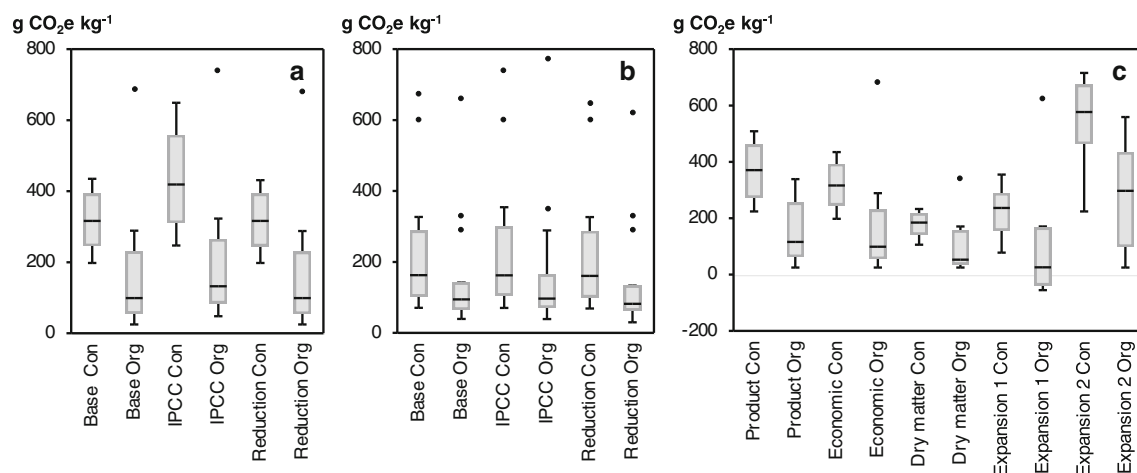 g CO₂e kg⁻¹
a
800
600
400
200
0
Base Con
Base Org
IPCC Con
IPCC Org
Reduction Con
Reduction Org
g CO₂e kg⁻¹
b
800
600
400
200
0
Base Con
Base Org
IPCC Con
IPCC Org
Reduction Con
Reduction Org
g CO₂e kg⁻¹
c
800
600
400
200
0
-200
Product Con
Product Org
Economic Con
Economic Org
Dry matter Con
Dry matter Org
Expansion 1 Con
Expansion 1 Org
Expansion 2 Con
Expansion 2 Org